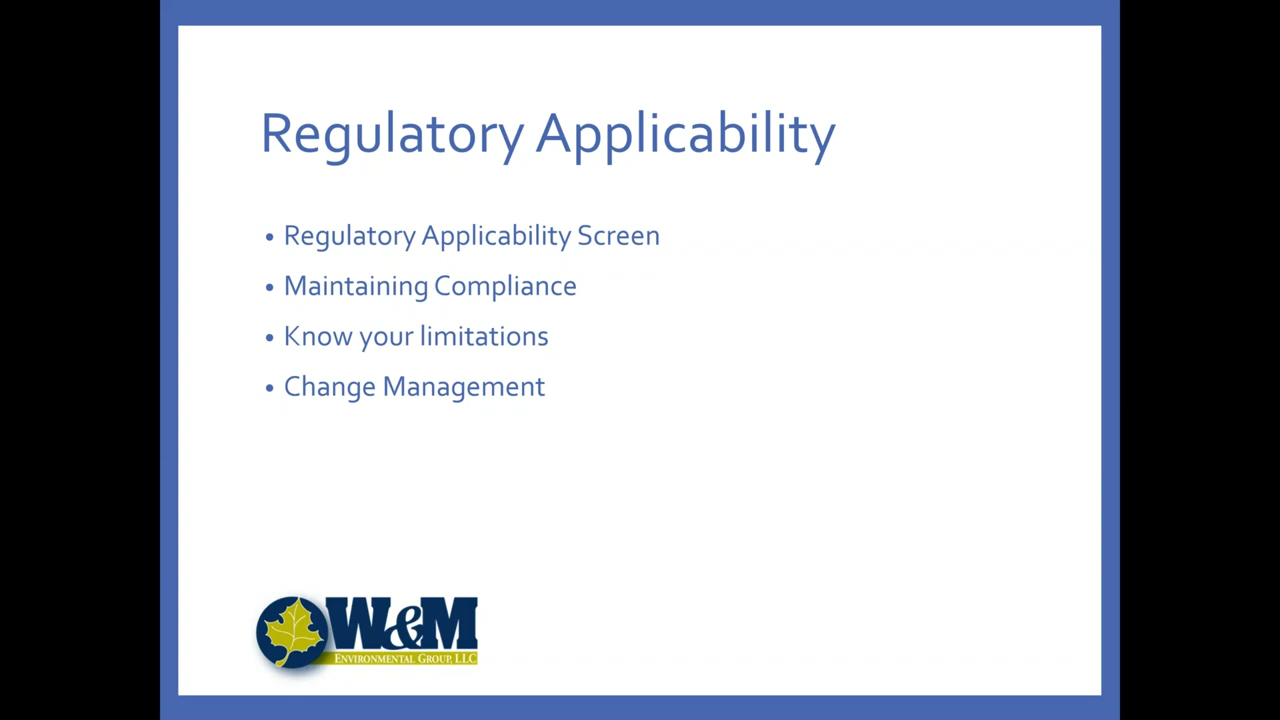 Regulatory Applicability
• Regulatory Applicability Screen
• Maintaining Compliance
• Know your limitations
• Change Management
W&M
ENVIRONMENTAL GROUP, LLC